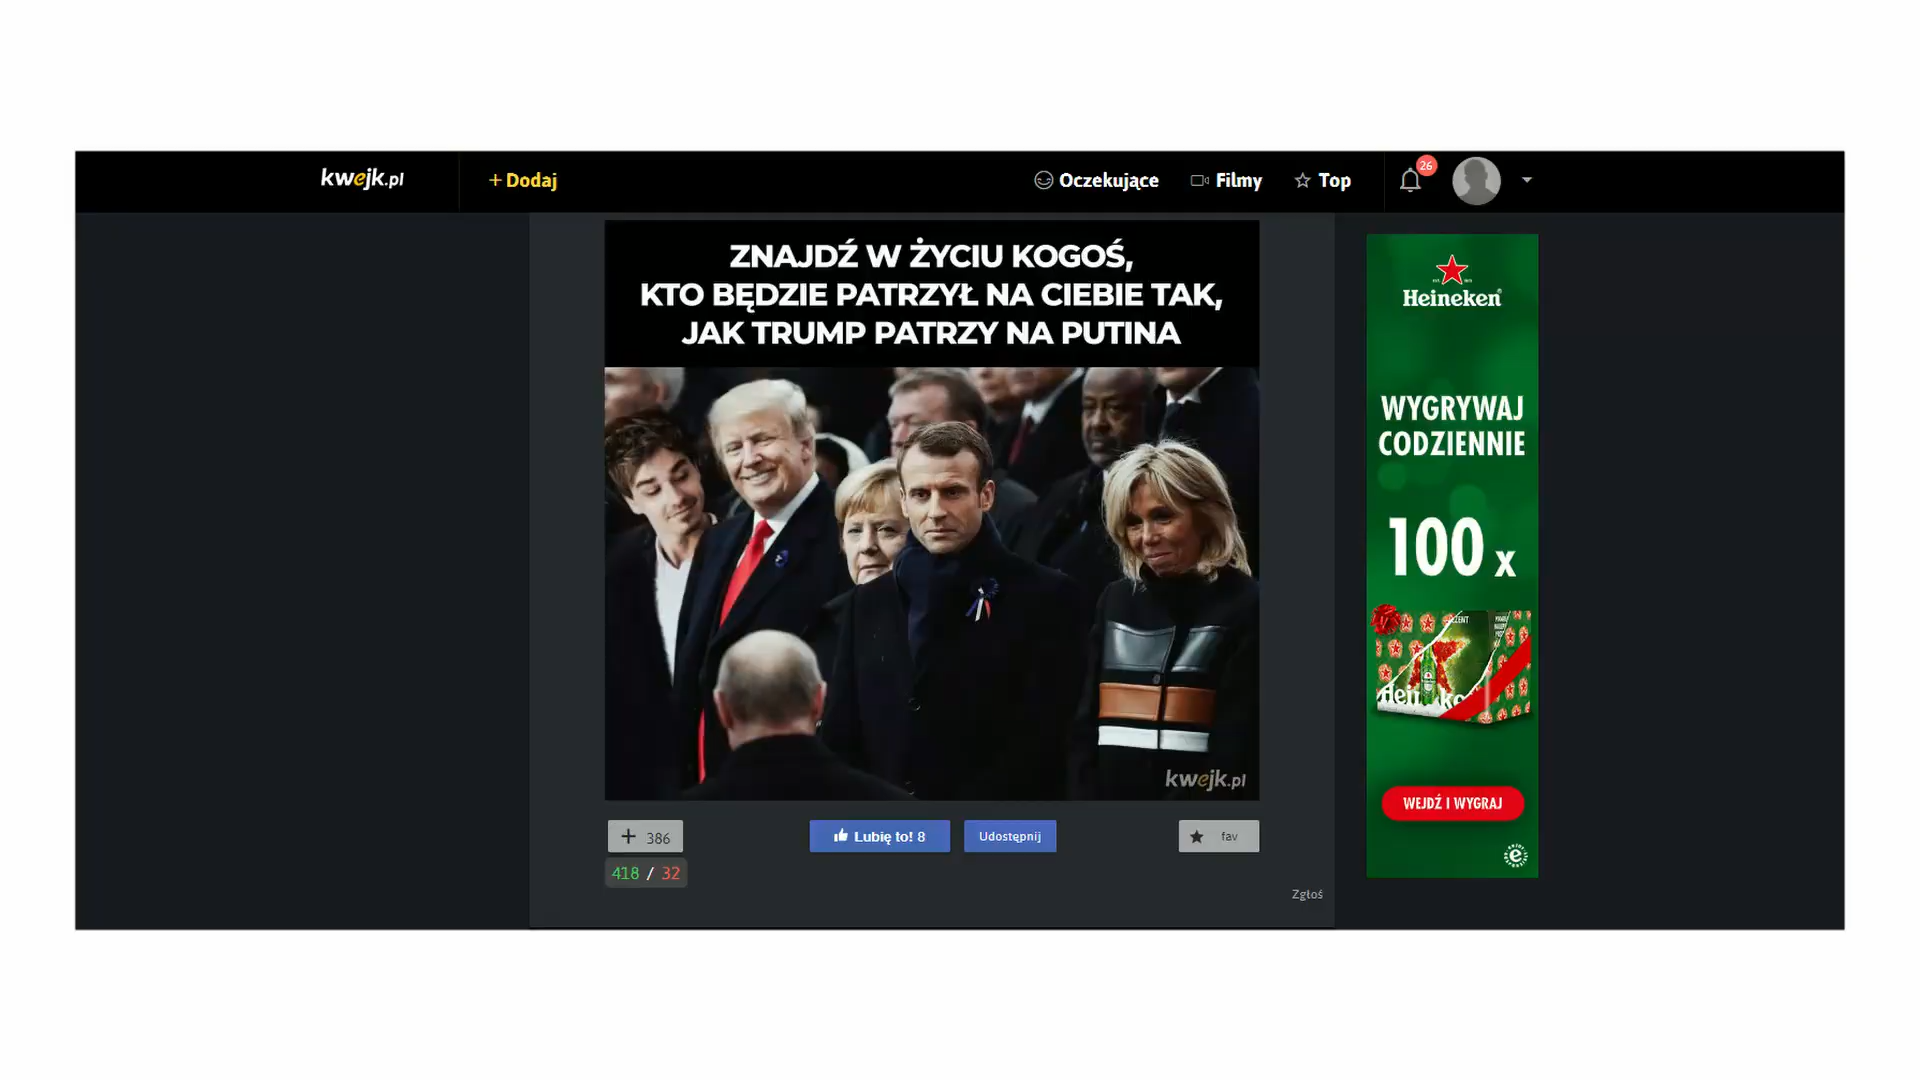 kwejk.pl
+ Dodaj
Oczekujące
Filmy
Top
26
ZNAJDŹ W ŻYCIU KOGOŚ,
KTO BĘDZIE PATRZYŁ NA CIEBIE TAK,
JAK TRUMP PATRZY NA PUTINA
kwejk.pl
+ 386
Lubię to! 8
Udostępnij
fav
418 / 32
Zgłoś
Heineken
WYGRYWAJ
CODZIENNIE
100 x
WEJDŹ I WYGRAJ